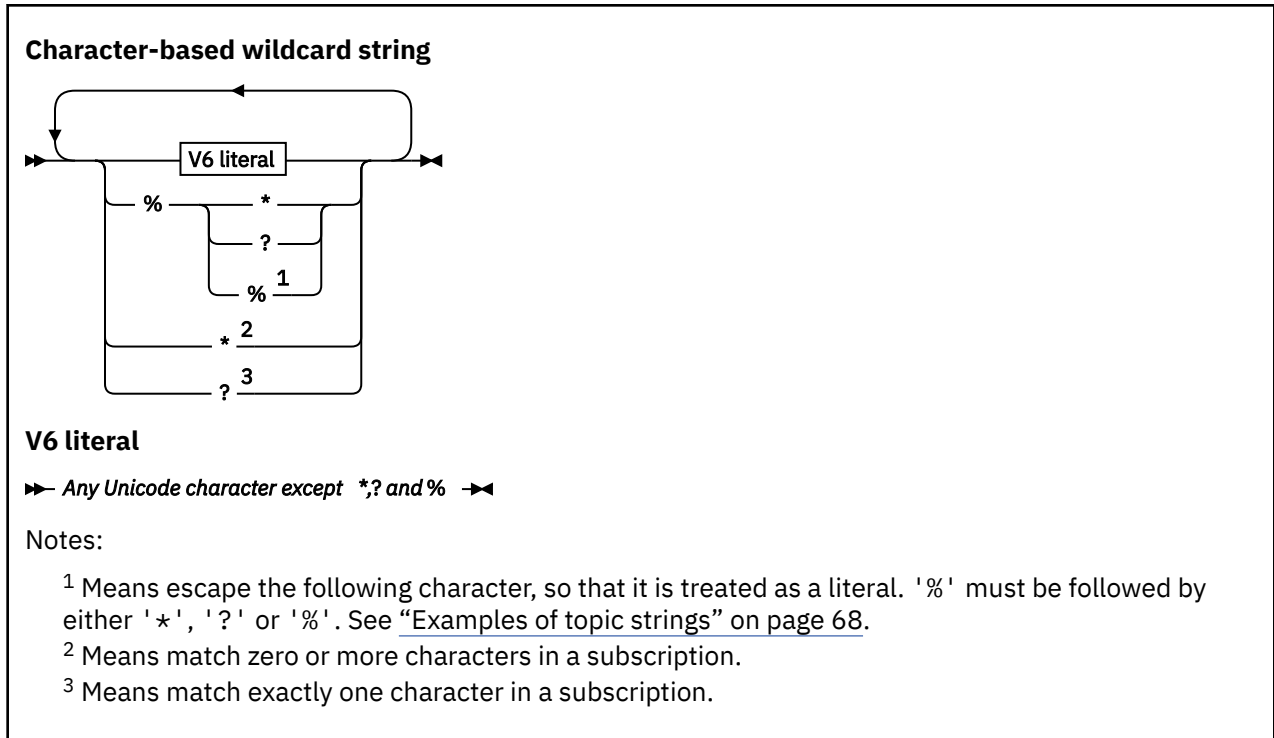 Character-based wildcard string
V6 literal
% *
?
% 1
* 2
? 3
V6 literal
Any Unicode character except *,? and %
Notes:
1 Means escape the following character, so that it is treated as a literal. '%' must be followed by
either '*', '?' or '%'. See “Examples of topic strings” on page 68.
2 Means match zero or more characters in a subscription.
3 Means match exactly one character in a subscription.